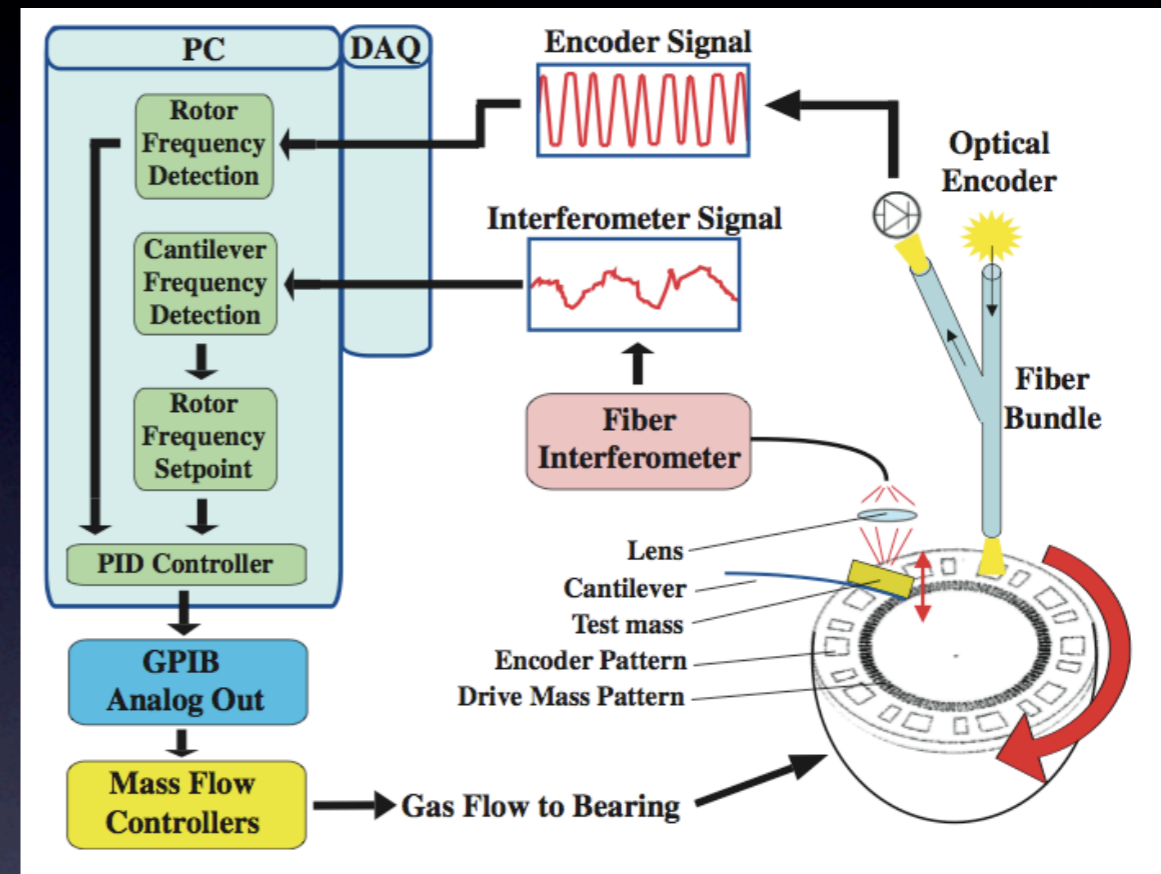 PC
DAQ
Encoder Signal
Rotor
Frequency
Detection
Optical
Encoder
Interferometer Signal
Cantilever
Frequency
Detection
Rotor
Frequency
Setpoint
Fiber
Interferometer
Fiber
Bundle
PID Controller
Lens
Cantilever
Test mass
Encoder Pattern
Drive Mass Pattern
GPIB
Analog Out
Mass Flow
Controllers
Gas Flow to Bearing